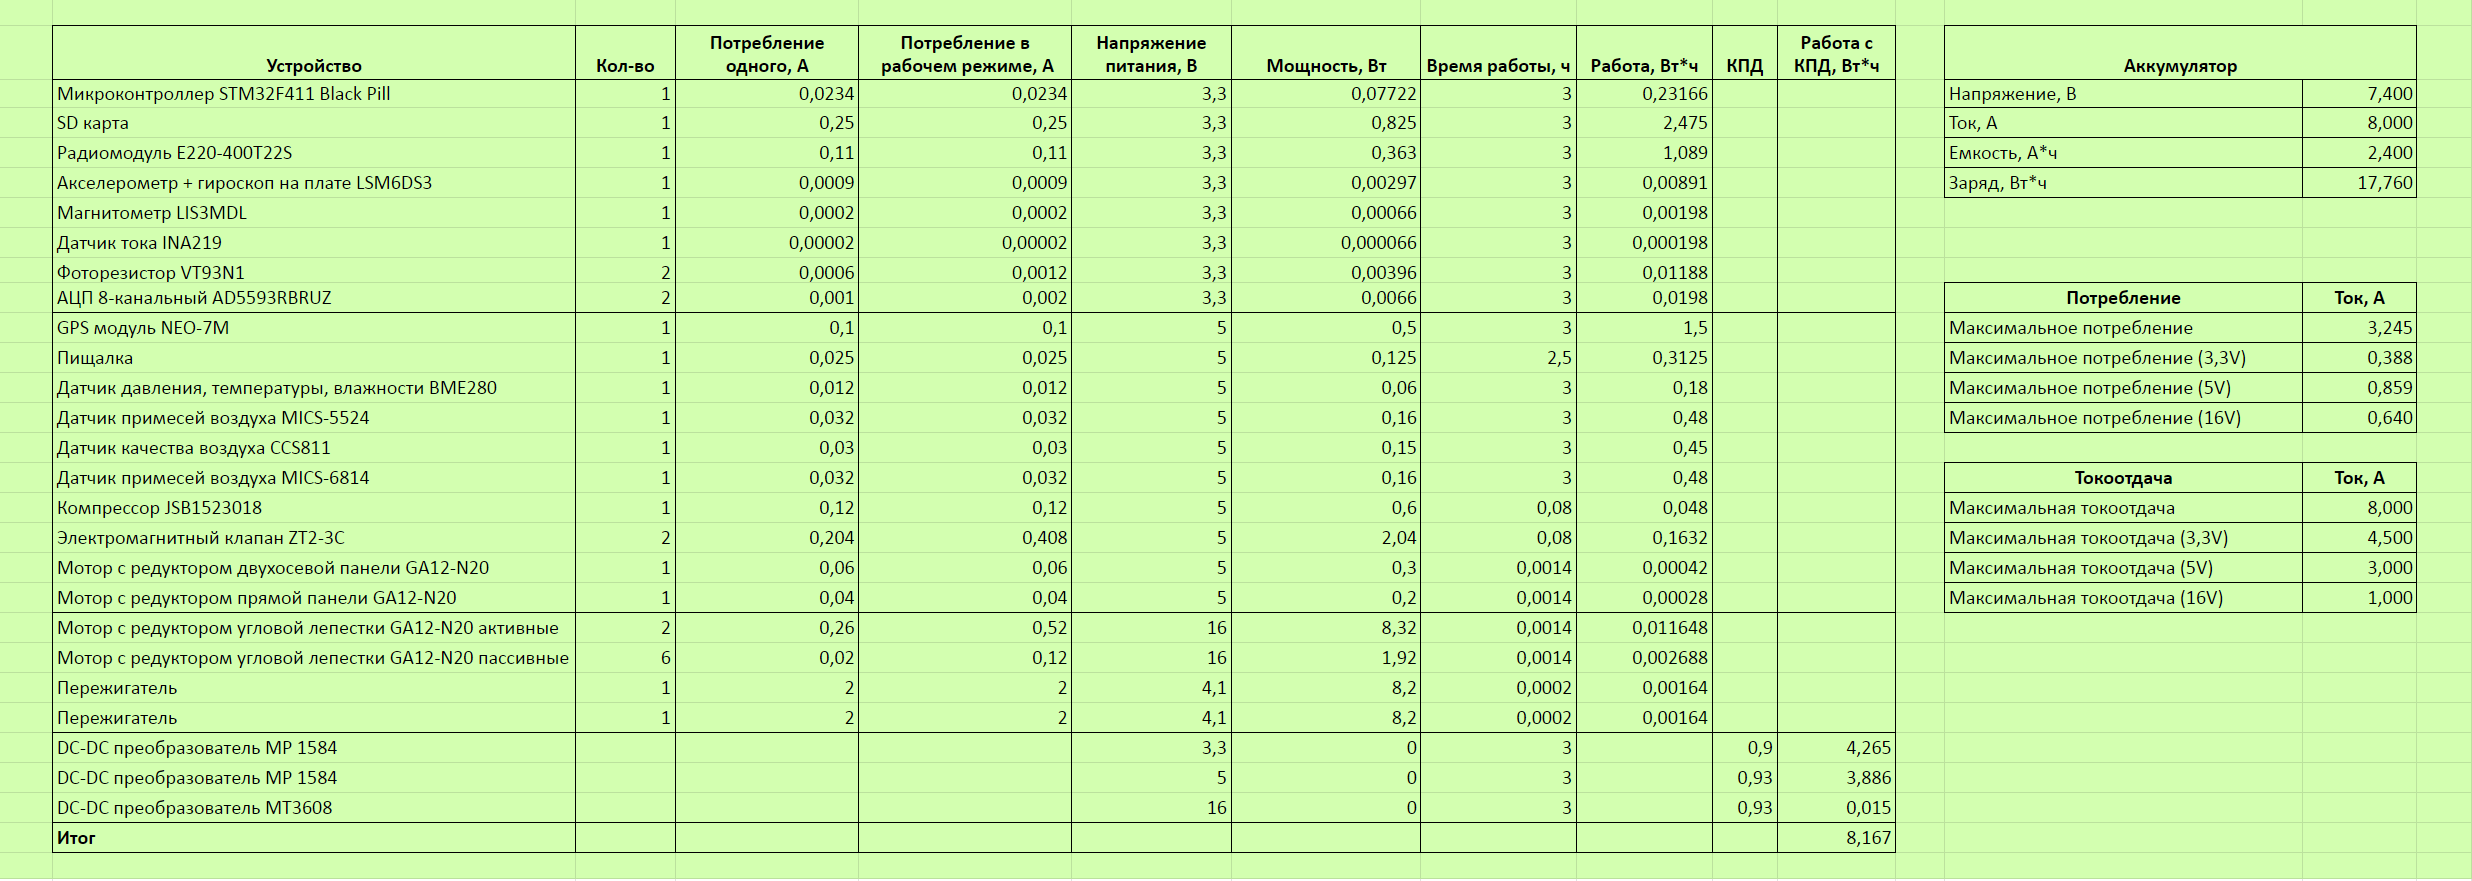 Устройство Кол-во Потребление одного, А Потребление в рабочем режиме, А Напряжение питания, В Мощность, Вт Время работы, ч Работа, Вт*ч КПД Работа с КПД, Вт*ч
Микроконтроллер STM32F411 Black Pill 1 0,0234 0,0234 3,3 0,07722 3 0,23166
SD карта 1 0,25 0,25 3,3 0,825 3 2,475
Радиомодуль E220-400T22S 1 0,11 0,11 3,3 0,363 3 1,089
Акселерометр + гироскоп на плате LSM6DS3 1 0,0009 0,0009 3,3 0,00297 3 0,00891
Магнитометр LIS3MDL 1 0,0002 0,0002 3,3 0,00066 3 0,00198
Датчик тока INA219 1 0,00002 0,00002 3,3 0,000066 3 0,000198
Фоторезистор VT93N1 2 0,0006 0,0012 3,3 0,00396 3 0,01188
АЦП 8-канальный AD5593RBRUZ 2 0,001 0,002 3,3 0,0066 3 0,0198
GPS модуль NEO-7M 1 0,1 0,1 5 0,5 3 1,5
Пищалка 1 0,025 0,025 5 0,125 2,5 0,3125
Датчик давления, температуры, влажности BME280 1 0,012 0,012 5 0,06 3 0,18
Датчик примесей воздуха MICS-5524 1 0,032 0,032 5 0,16 3 0,48
Датчик качества воздуха CCS811 1 0,03 0,03 5 0,15 3 0,45
Датчик примесей воздуха MICS-6814 1 0,032 0,032 5 0,16 3 0,48
Компрессор JSB1523018 1 0,12 0,12 5 0,6 0,08 0,048
Электромагнитный клапан ZT2-3C 2 0,204 0,408 5 2,04 0,08 0,1632
Мотор с редуктором двухосевой панели GA12-N20 1 0,06 0,06 5 0,3 0,0014 0,00042
Мотор с редуктором прямой панели GA12-N20 1 0,04 0,04 5 0,2 0,0014 0,00028
Мотор с редуктором угловой лепестки GA12-N20 активные 2 0,26 0,52 16 8,32 0,0014 0,011648
Мотор с редуктором угловой лепестки GA12-N20 пассивные 6 0,02 0,12 16 1,92 0,0014 0,002688
Пережигатель 1 2 2 4,1 8,2 0,0002 0,00164
Пережигатель 1 2 2 4,1 8,2 0,0002 0,00164
DC-DC преобразователь MP 1584 3,3 0 3 0,9 4,265
DC-DC преобразователь MP 1584 5 0 3 0,93 3,886
DC-DC преобразователь MT3608 16 0 3 0,93 0,015
Итог 8,167
Аккумулятор
Напряжение, В 7,400
Ток, А 8,000
Емкость, А*ч 2,400
Заряд, Вт*ч 17,760
Потребление Ток, А
Максимальное потребление 3,245
Максимальное потребление (3,3V) 0,388
Максимальное потребление (5V) 0,859
Максимальное потребление (16V) 0,640
Токоотдача Ток, А
Максимальная токоотдача 8,000
Максимальная токоотдача (3,3V) 4,500
Максимальная токоотдача (5V) 3,000
Максимальная токоотдача (16V) 1,000